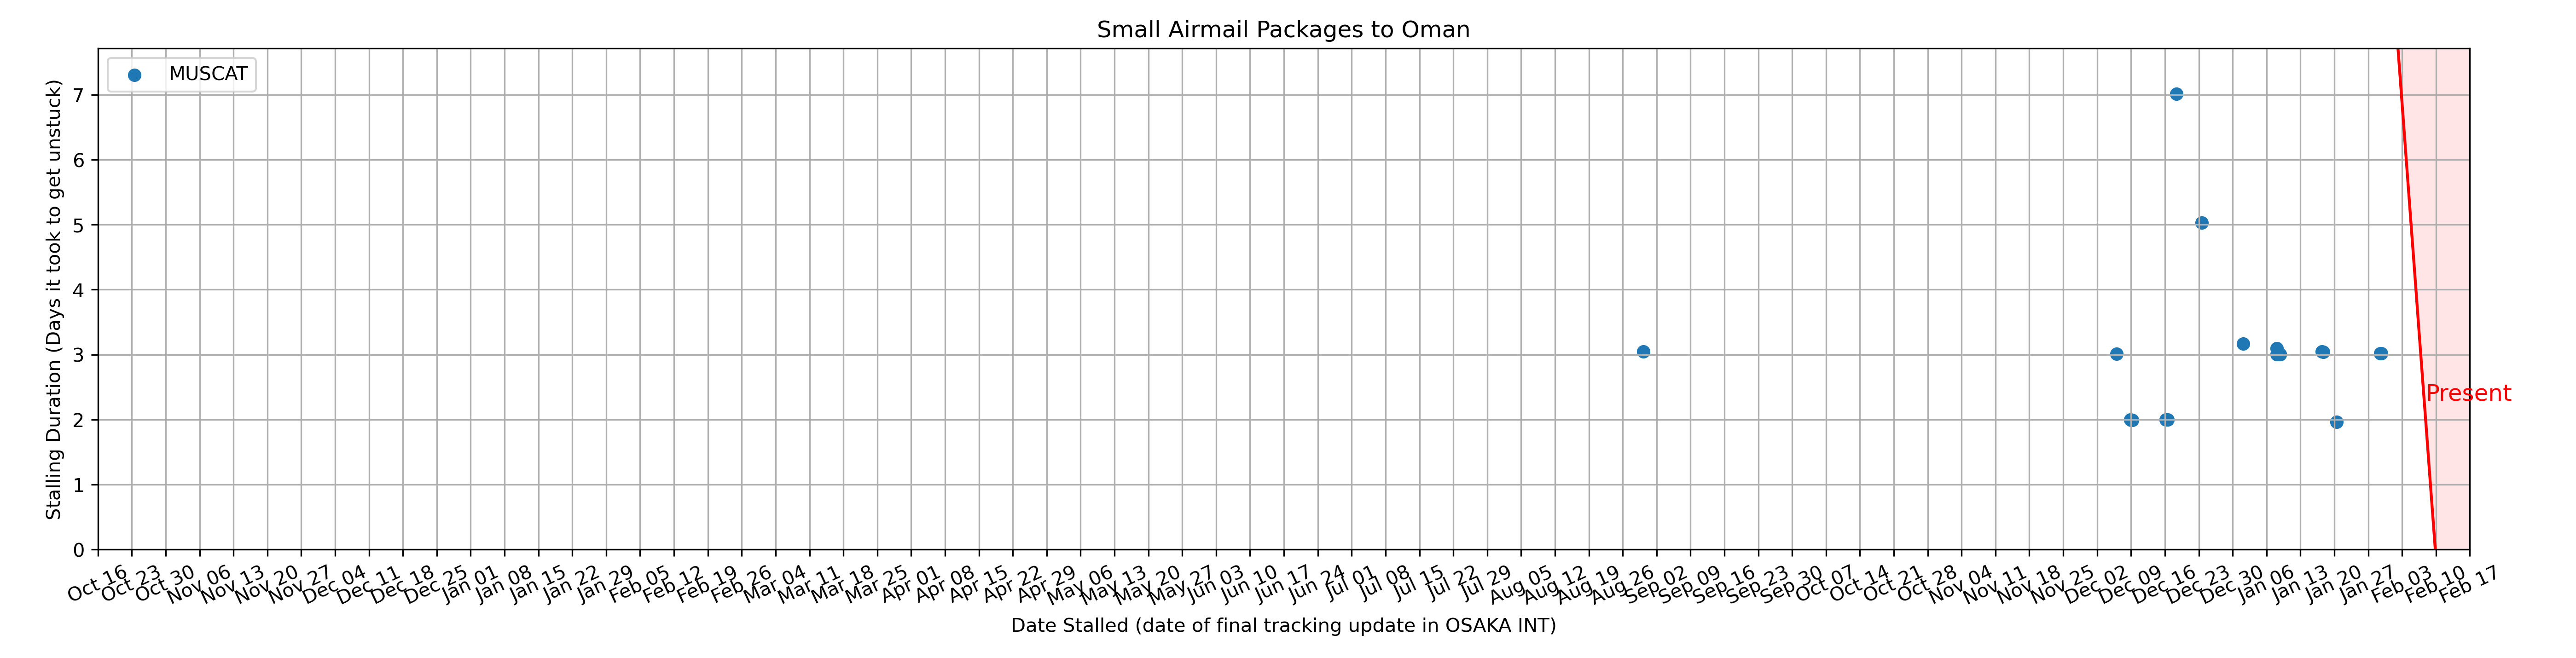 Small Airmail Packages to Oman
MUSCAT
Stalling Duration (Days it took to get unstuck)
7
6
5
4
3
2
1
0
Present
Oct 16 Oct 23 Oct 30 Nov 06 Nov 13 Nov 20 Nov 27 Dec 04 Dec 11 Dec 18 Dec 25 Jan 01 Jan 08 Jan 15 Jan 22 Jan 29 Feb 05 Feb 12 Feb 19 Feb 26 Mar 04 Mar 11 Mar 18 Mar 25 Apr 01 Apr 08 Apr 15 Apr 22 Apr 29 May 06 May 13 May 20 May 27 Jun 03 Jun 10 Jun 17 Jun 24 Jul 01 Jul 08 Jul 15 Jul 22 Jul 29 Aug 05 Aug 12 Aug 19 Aug 26 Sep 02 Sep 09 Sep 16 Sep 23 Sep 30 Oct 07 Oct 14 Oct 21 Oct 28 Nov 04 Nov 11 Nov 18 Nov 25 Dec 02 Dec 09 Dec 16 Dec 23 Dec 30 Jan 06 Jan 13 Jan 20 Jan 27 Feb 03 Feb 10 Feb 17
Date Stalled (date of final tracking update in OSAKA INT)